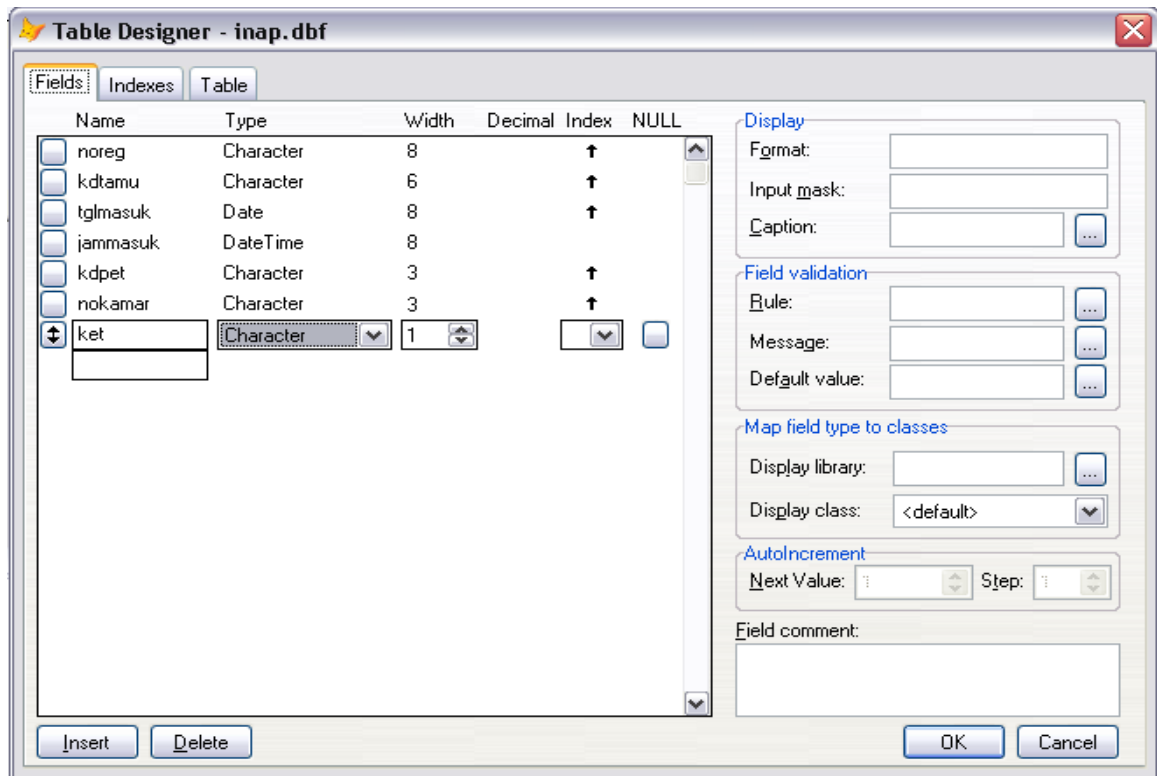 Table Designer - inap.dbf
Fields Indexes Table
Name Type Width Decimal Index NULL
noreg Character 8
kdtamu Character 6
tglmasuk Date 8
jammasuk DateTime 8
kdpet Character 3
nokamar Character 3
ket Character 1
Display
Format:
Input mask:
Caption: ...
Field validation
Rule: ...
Message: ...
Default value: ...
Map field type to classes
Display library: ...
Display class: <default>
AutoIncrement
Next Value: 1 Step: 1
Field comment:
Insert Delete OK Cancel